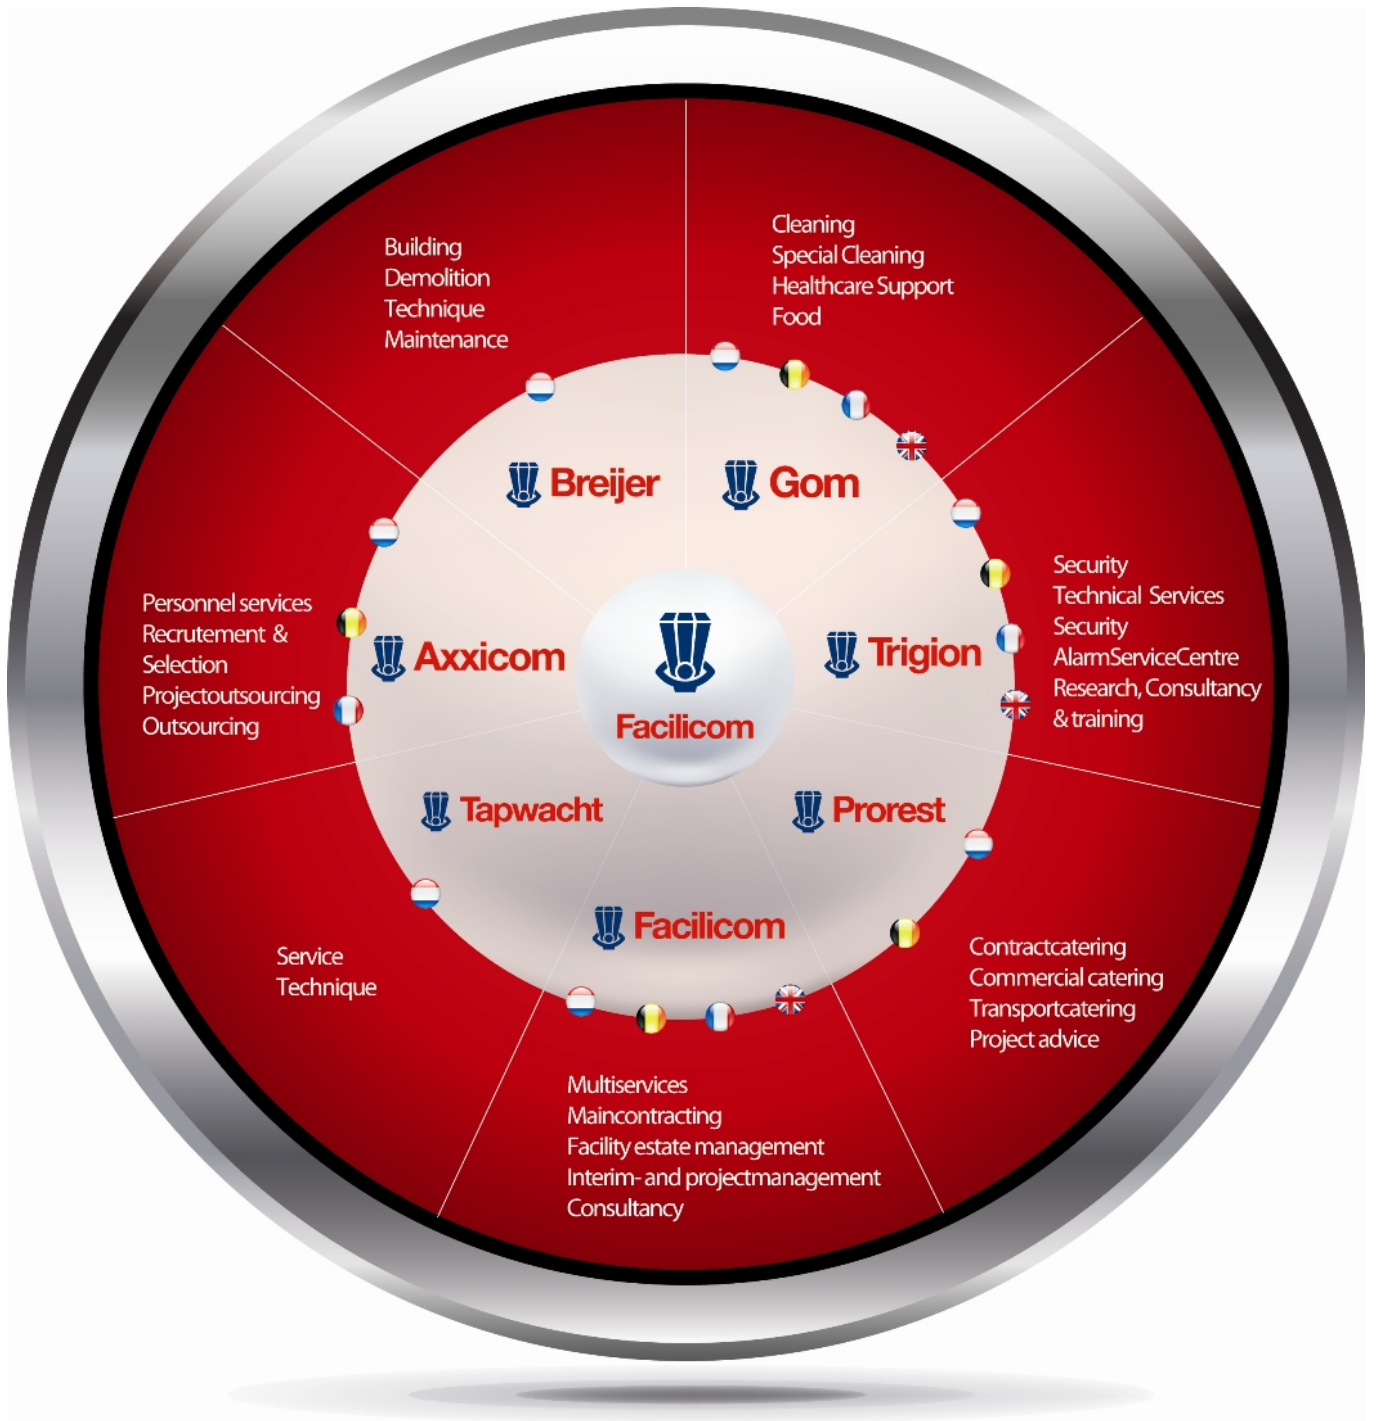 Building
Demolition
Technique
Maintenance
Cleaning
Special Cleaning
Healthcare Support
Food
Breijer
Gom
Personnel services
Recrutement &
Selection
Projectoutsourcing
Outsourcing
Axxicom
Facilicom
Trigion
Security
Technical Services
Security
AlarmServiceCentre
Research, Consultancy
& training
Tapwacht
Prorest
Facilicom
Service
Technique
Contractcatering
Commercial catering
Transportcatering
Project advice
Multiservices
Maincontracting
Facility estate management
Interim- and projectmanagement
Consultancy